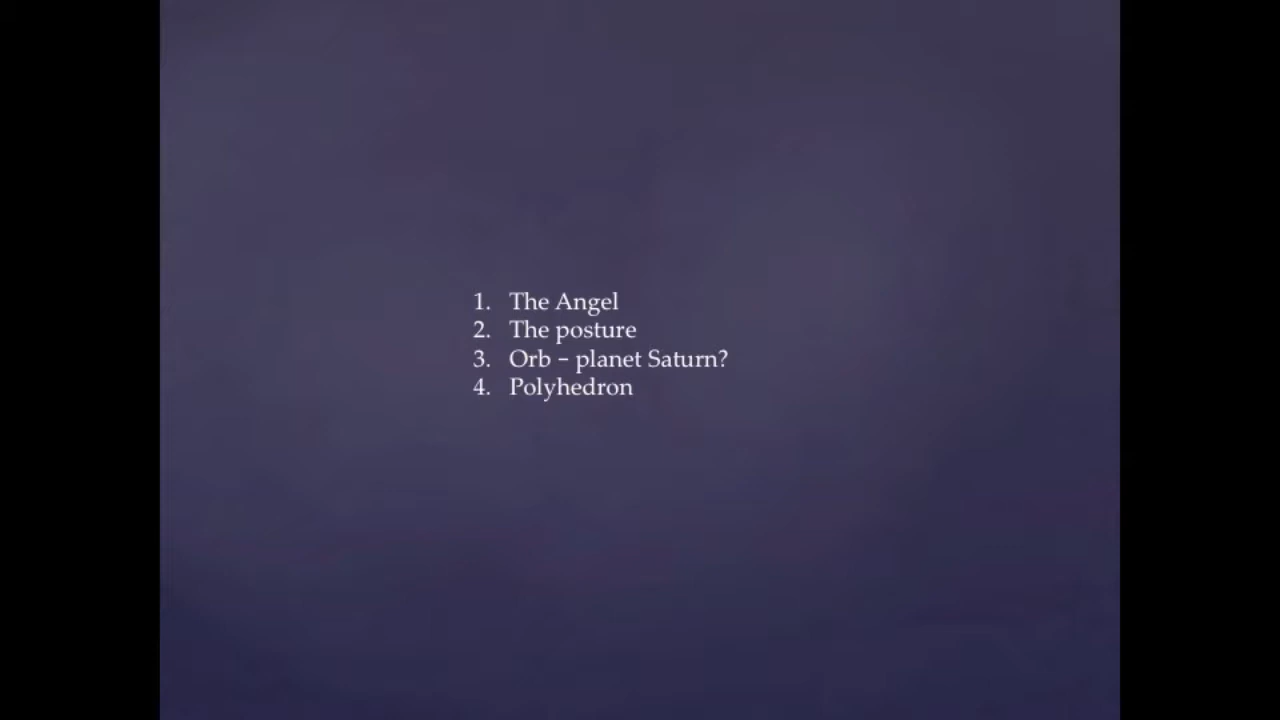 1. The Angel
2. The posture
3. Orb – planet Saturn?
4. Polyhedron